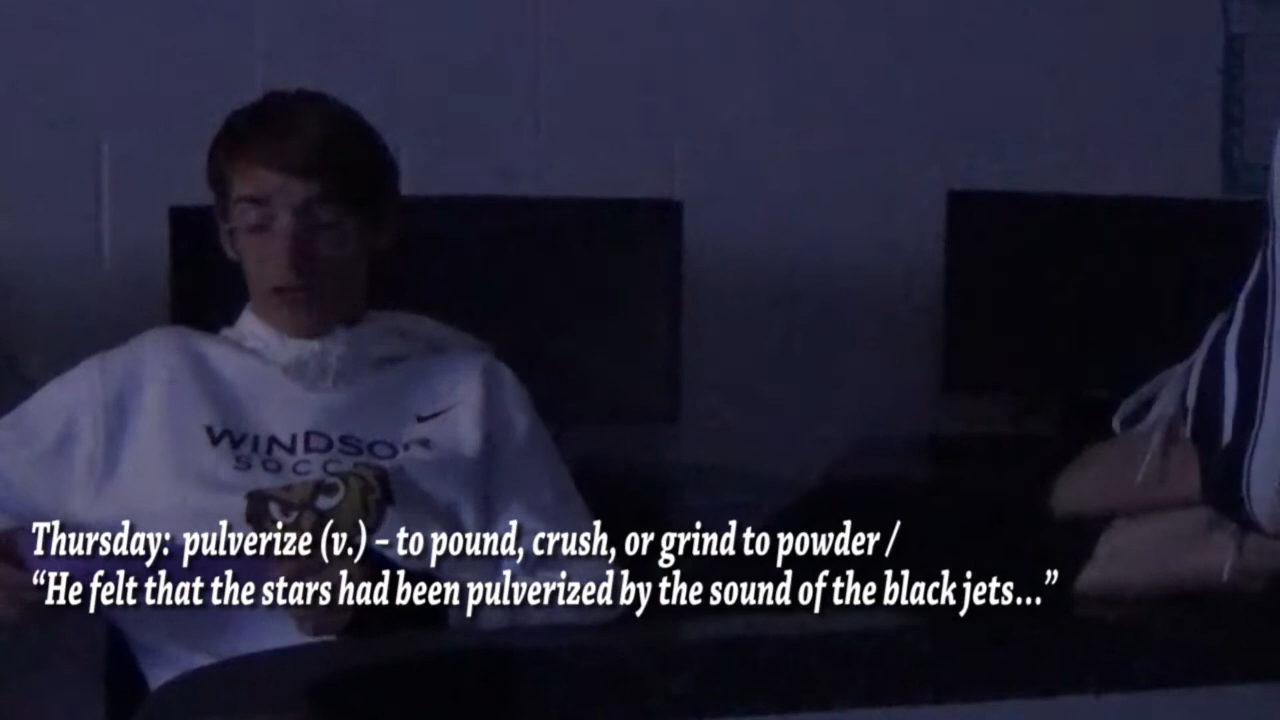 WINDSOR
SOCCER
Thursday: pulverize (v.) – to pound, crush, or grind to powder /
“He felt that the stars had been pulverized by the sound of the black jets...”